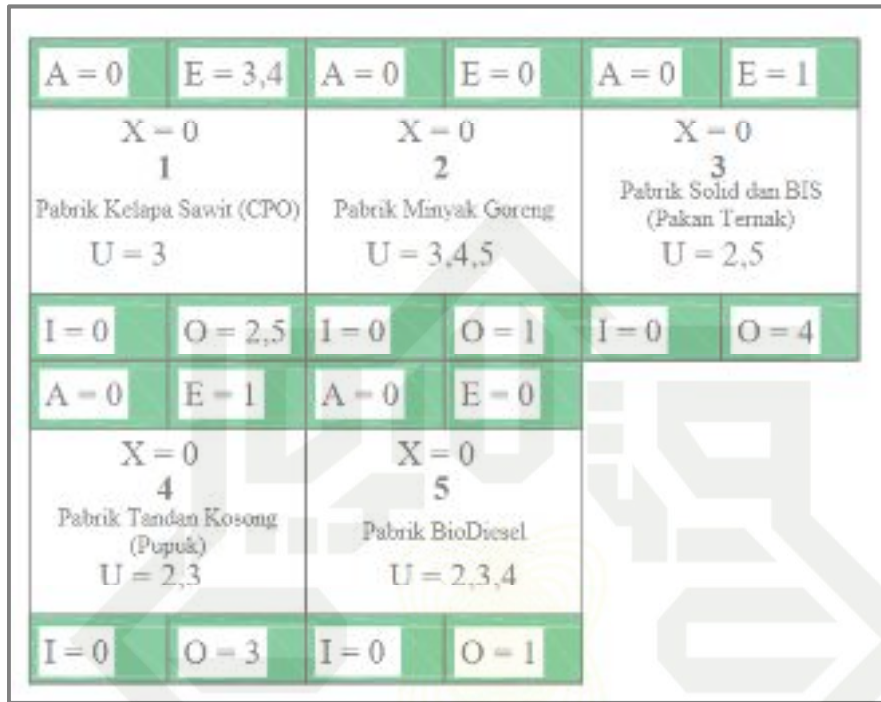 A = 0 E = 3,4 A = 0 E = 0 A = 0 E = 1
X = 0 X = 0 X = 0
1 2 3
Pabrik Kelapa Sawit (CPO) Pabrik Minyak Goreng Pabrik Solid dan BIS
(Pakan Ternak)
U = 3 U = 3,4,5 U = 2,5
I = 0 O = 2,5 I = 0 O = 1 I = 0 O = 4
A = 0 E = 1 A = 0 E = 0
X = 0 X = 0
4 5
Pabrik Tandan Kosong Pabrik BioDiesel
(Pupuk)
U = 2,3 U = 2,3,4
I = 0 O = 3 I = 0 O = 1